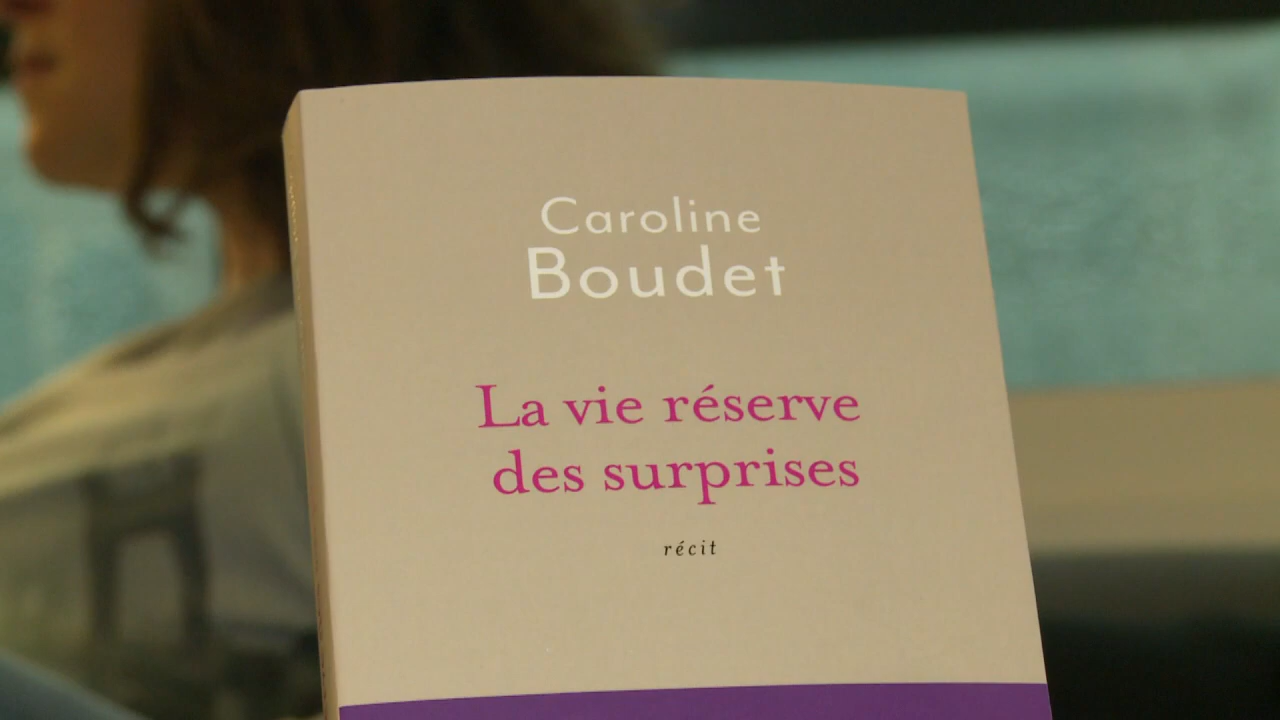 Caroline
Boudet
La vie réserve
des surprises
récit